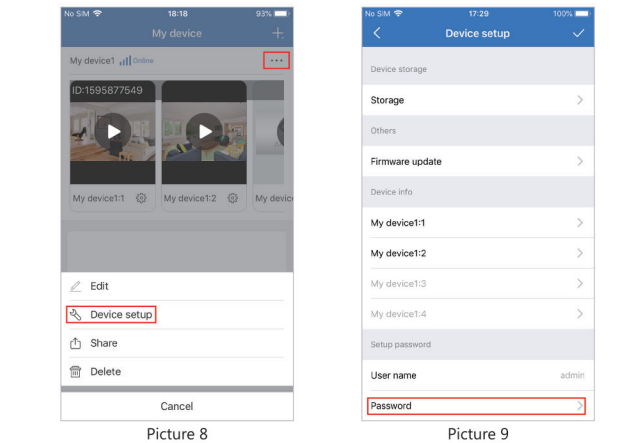 No SIM 18:18 93%
My device +
My device1 Online ...
ID:1595877549
My device1:1 My device1:2 My devic
Edit
Device setup
Share
Delete
Cancel
Picture 8
No SIM 17:29 100%
Device setup
Device storage
Storage
Others
Firmware update
Device info
My device1:1
My device1:2
My device1:3
My device1:4
Setup password
User name admin
Password
Picture 9